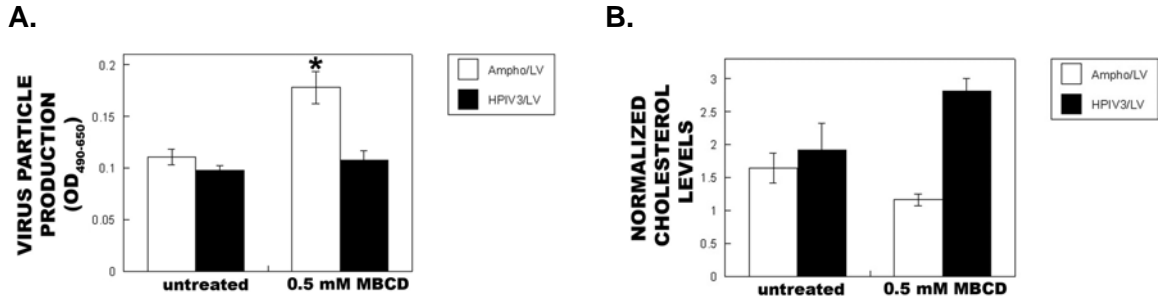 A.
VIRUS PARTICLE
PRODUCTION
(OD490-650)
0.2
0.15
0.1
0.05
0
*
untreated
0.5 mM MBCD
Ampho/LV
HPIV3/LV
B.
NORMALIZED
CHOLESTEROL
LEVELS
3
2.5
2
1.5
1
0.5
0
untreated
0.5 mM MBCD
Ampho/LV
HPIV3/LV